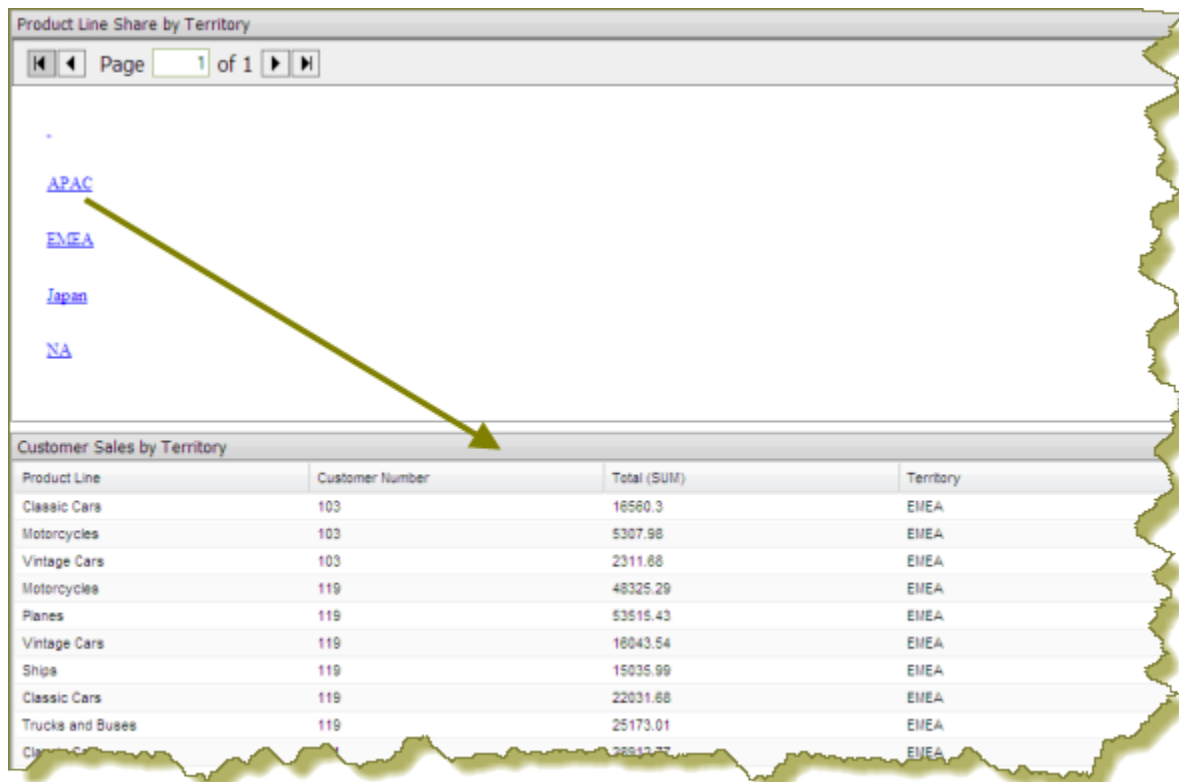 Product Line Share by Territory
Page 1 of 1
-
APAC
EMEA
Japan
NA
Customer Sales by Territory
Product Line Customer Number Total (SUM) Territory
Classic Cars 103 16560.3 EMEA
Motorcycles 103 5307.98 EMEA
Vintage Cars 103 2311.68 EMEA
Motorcycles 119 48325.29 EMEA
Planes 119 53515.43 EMEA
Vintage Cars 119 16043.54 EMEA
Ships 119 15035.99 EMEA
Classic Cars 119 22031.68 EMEA
Trucks and Buses 119 25173.01 EMEA
EMEA